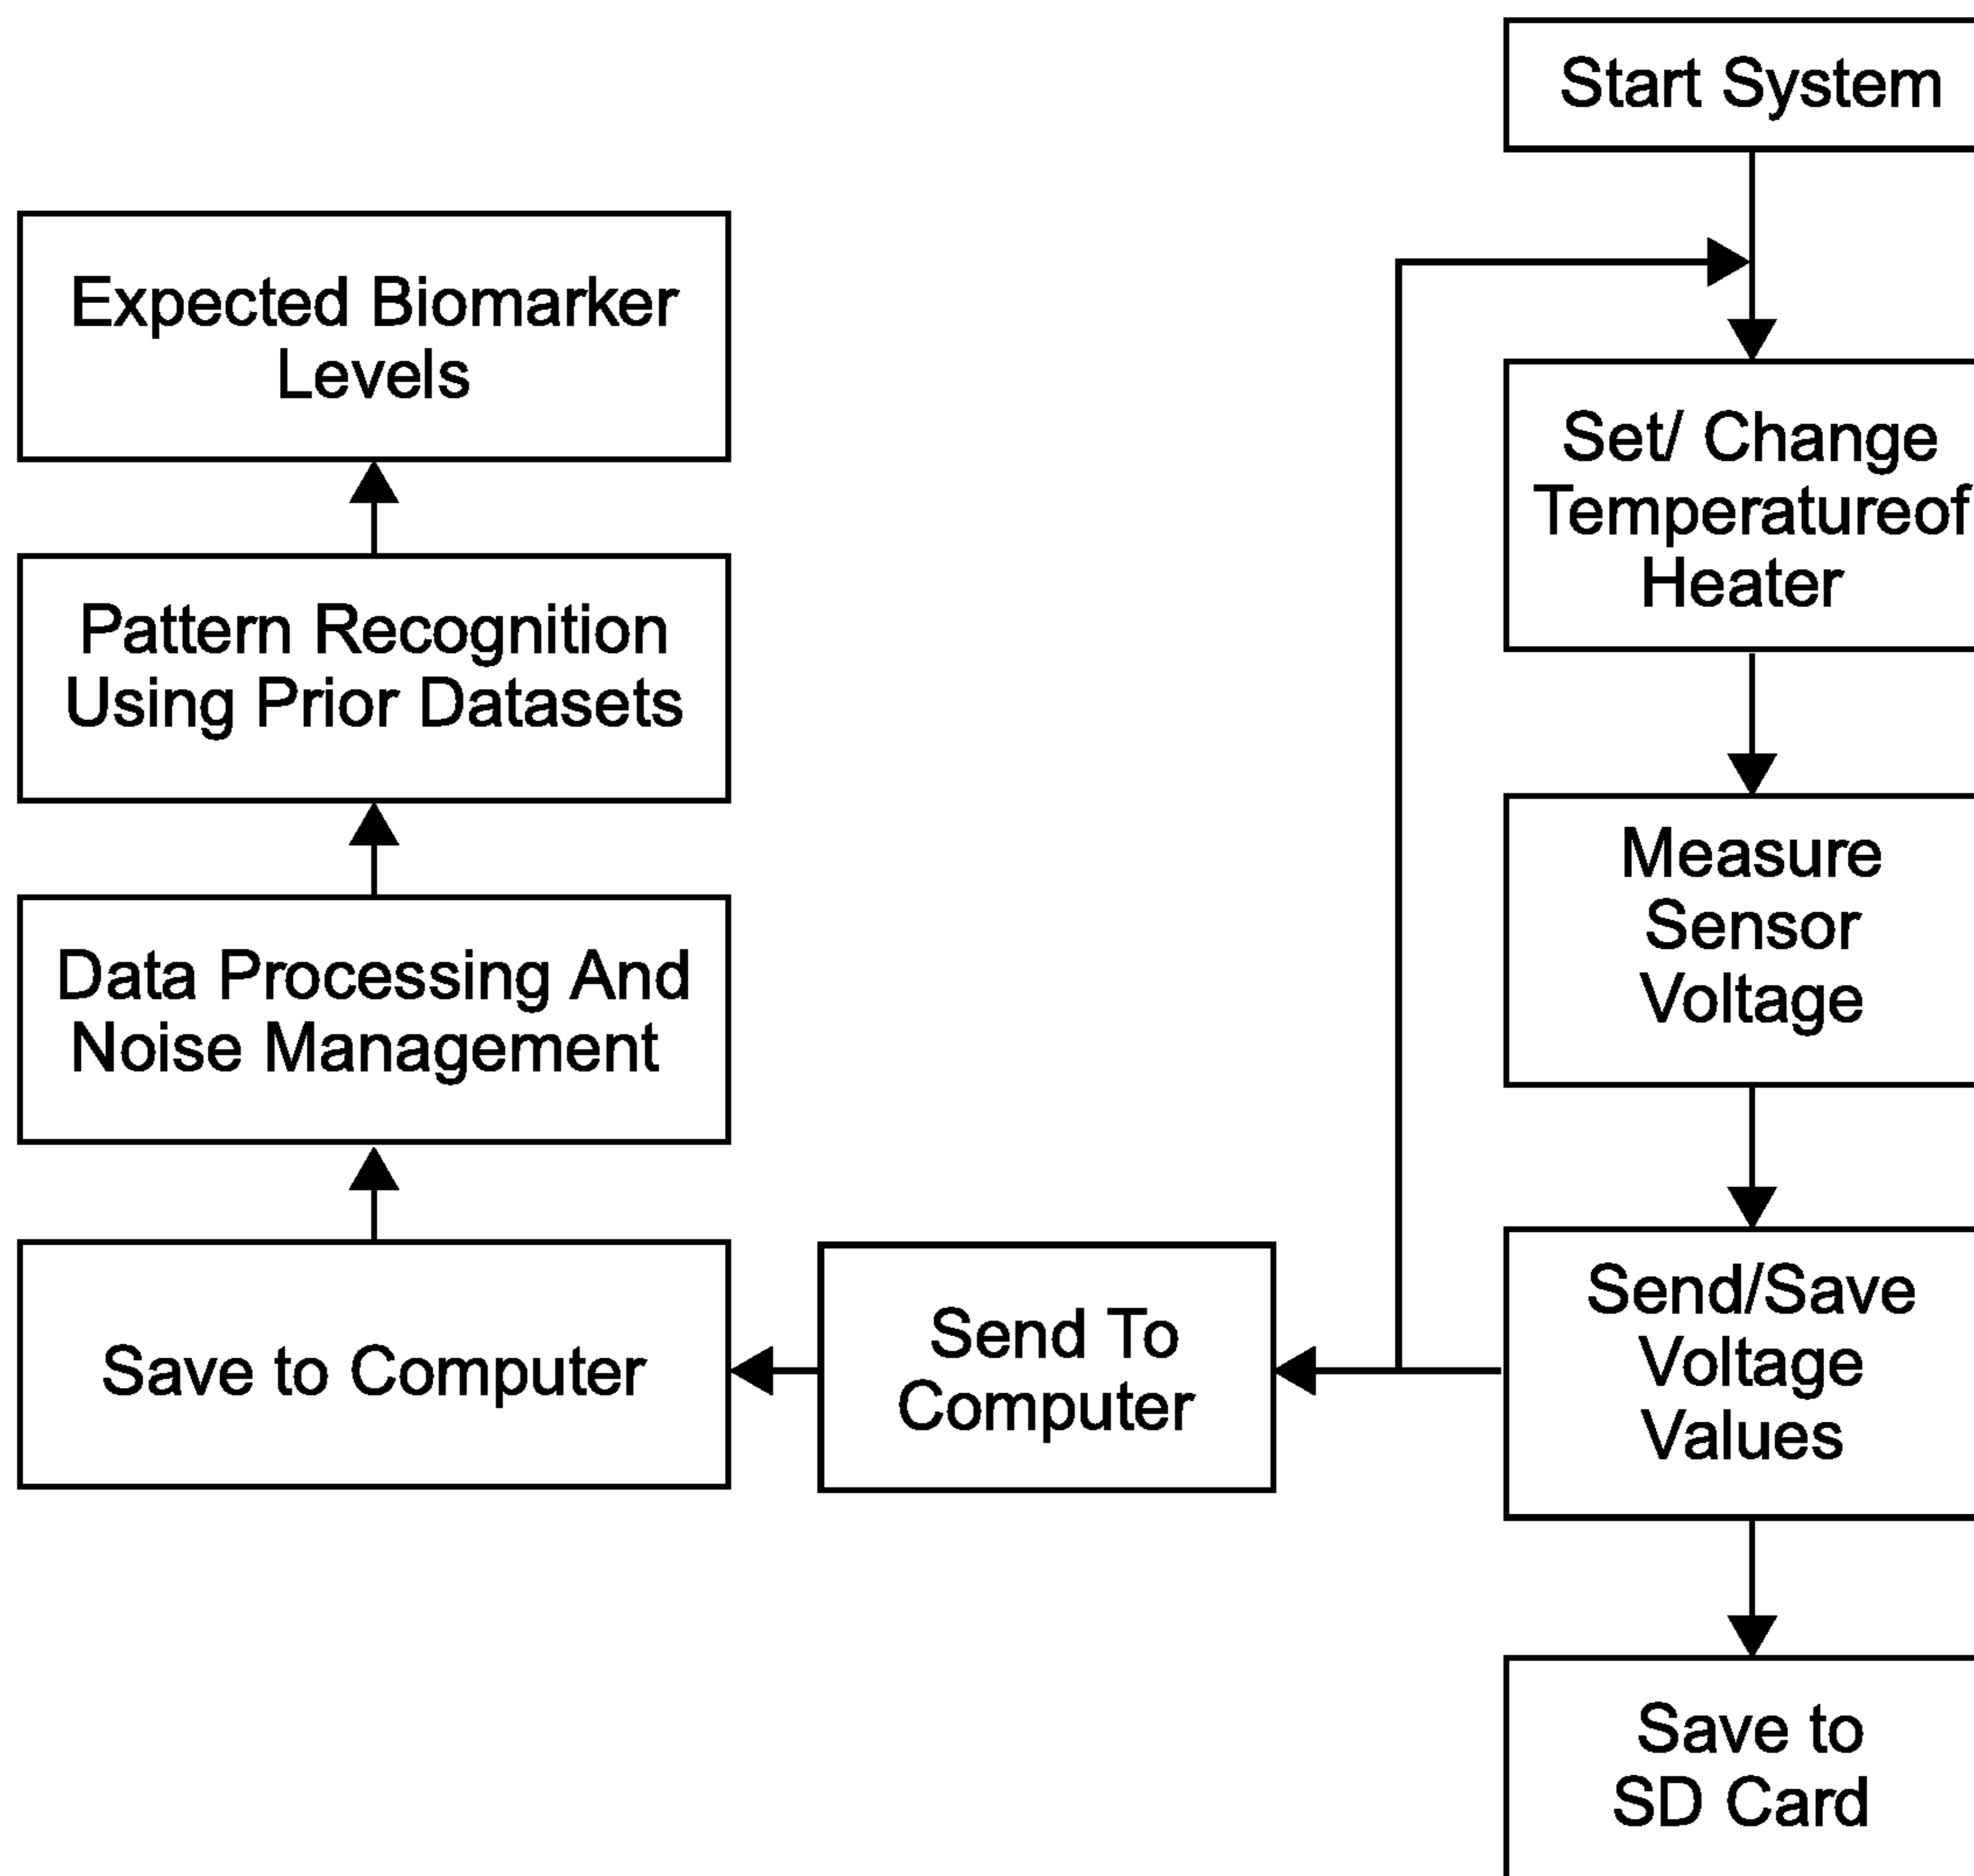 Start System
Set/ Change
Temperatureof
Heater
Measure
Sensor
Voltage
Send/Save
Voltage
Values
Save to
SD Card
Send To
Computer
Save to Computer
Data Processing And
Noise Management
Pattern Recognition
Using Prior Datasets
Expected Biomarker
Levels